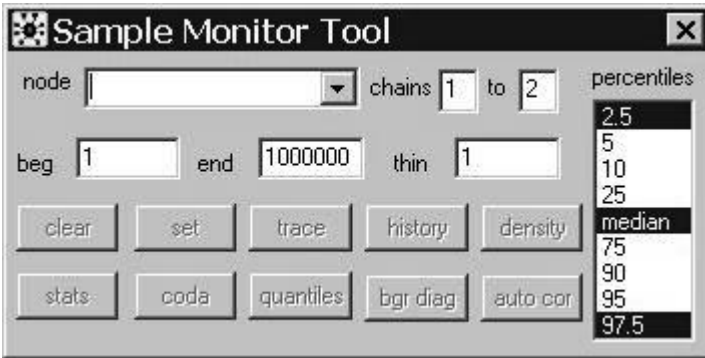 Sample Monitor Tool
node chains 1 to 2 percentiles
beg 1 end 1000000 thin 1
clear set trace history density
stats coda quantiles bgr diag auto cor
2.5
5
10
25
median
75
90
95
97.5